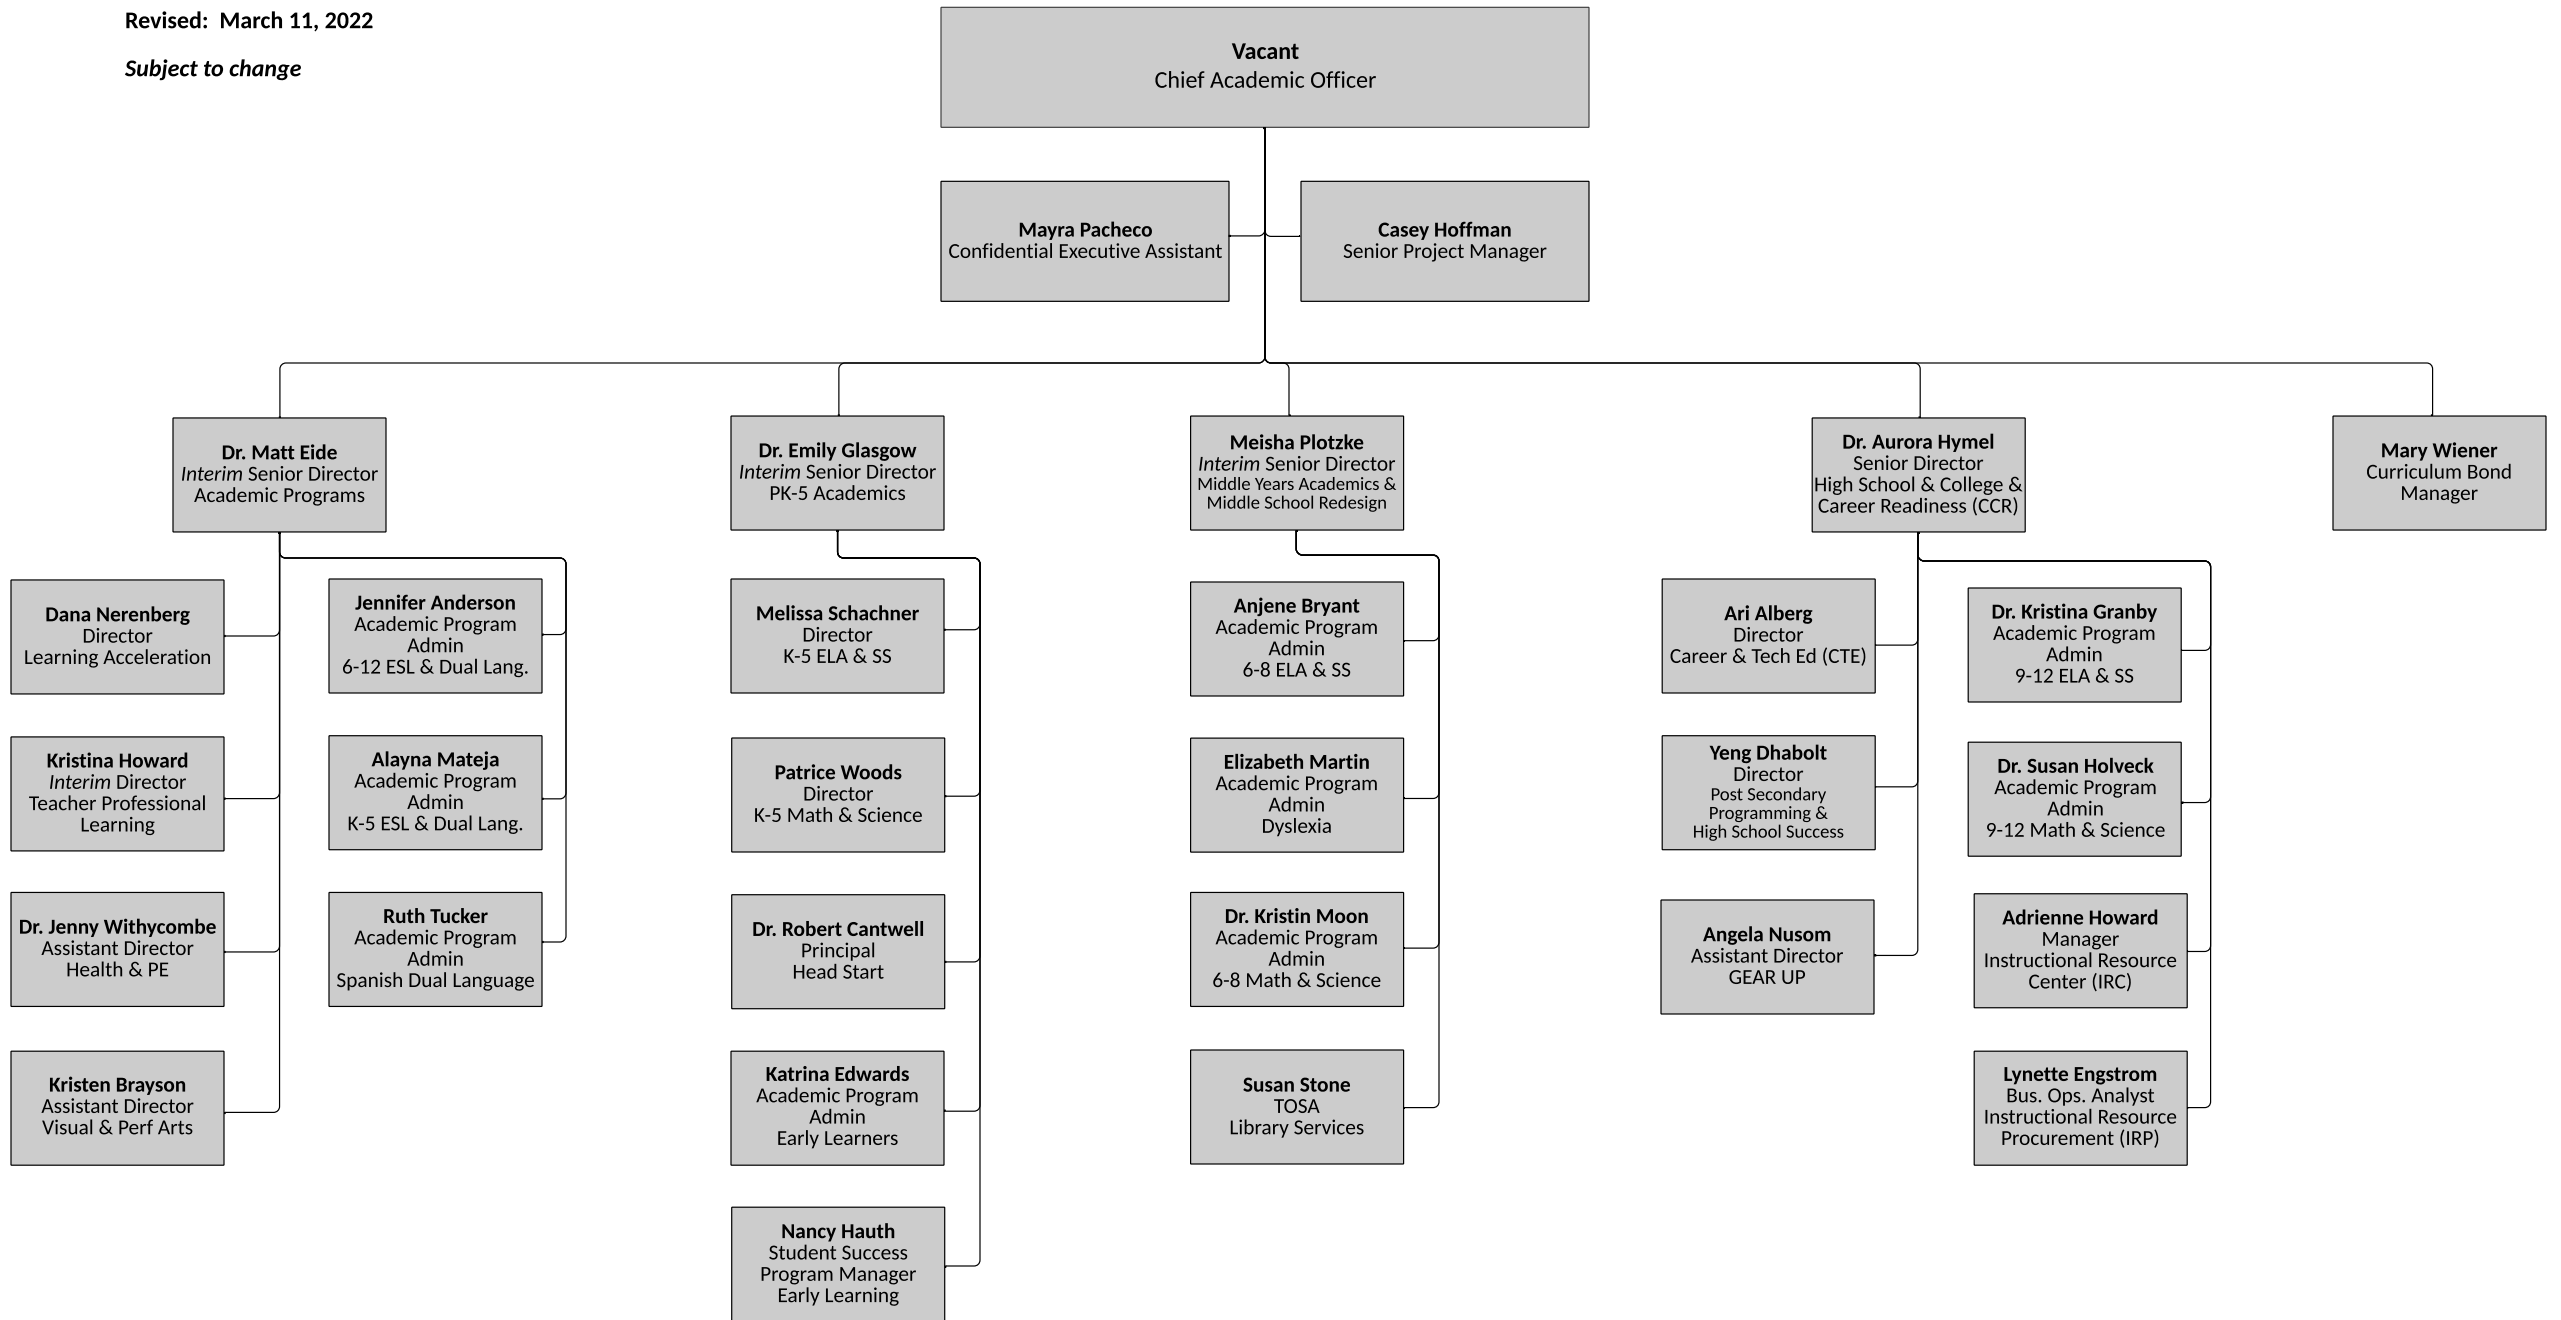 Revised:  March 11, 2022
Subject to change
Vacant
Chief Academic Officer
Mayra Pacheco
Confidential Executive Assistant
Casey Hoffman
Senior Project Manager
Dr. Matt Eide
Interim Senior Director
Academic Programs
Dr. Emily Glasgow
Interim Senior Director
PK-5 Academics
Meisha Plotzke
Interim Senior Director
Middle Years Academics &
Middle School Redesign
Dr. Aurora Hymel
Senior Director
High School & College &
Career Readiness (CCR)
Mary Wiener
Curriculum Bond
Manager
Dana Nerenberg
Director
Learning Acceleration
Kristina Howard
Interim Director
Teacher Professional
Learning
Dr. Jenny Withycombe
Assistant Director
Health & PE
Kristen Brayson
Assistant Director
Visual & Perf Arts
Jennifer Anderson
Academic Program
Admin
6-12 ESL & Dual Lang.
Alayna Mateja
Academic Program
Admin
K-5 ESL & Dual Lang.
Ruth Tucker
Academic Program
Admin
Spanish Dual Language
Melissa Schachner
Director
K-5 ELA & SS
Patrice Woods
Director
K-5 Math & Science
Dr. Robert Cantwell
Principal
Head Start
Katrina Edwards
Academic Program
Admin
Early Learners
Nancy Hauth
Student Success
Program Manager
Early Learning
Anjene Bryant
Academic Program
Admin
6-8 ELA & SS
Elizabeth Martin
Academic Program
Admin
Dyslexia
Dr. Kristin Moon
Academic Program
Admin
6-8 Math & Science
Susan Stone
TOSA
Library Services
Ari Alberg
Director
Career & Tech Ed (CTE)
Yeng Dhabolt
Director
Post Secondary
Programming &
High School Success
Angela Nusom
Assistant Director
GEAR UP
Dr. Kristina Granby
Academic Program
Admin
9-12 ELA & SS
Dr. Susan Holveck
Academic Program
Admin
9-12 Math & Science
Adrienne Howard
Manager
Instructional Resource
Center (IRC)
Lynette Engstrom
Bus. Ops. Analyst
Instructional Resource
Procurement (IRP)